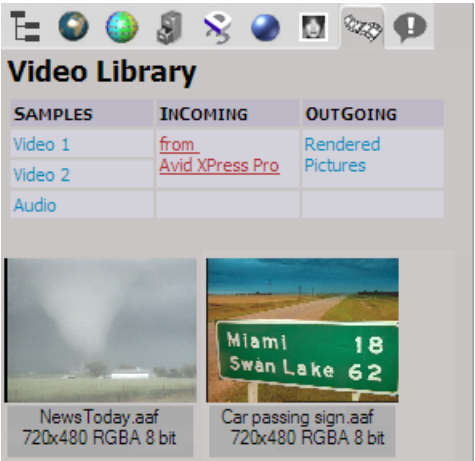 Video Library
SAMPLES INCOMING OUTGOING
Video 1 from Rendered
Avid XPress Pro Pictures
Video 2
Audio
Miami 18
Swan Lake 62
NewsToday.aaf Car passing sign.aaf
720x480 RGBA 8 bit 720x480 RGBA 8 bit